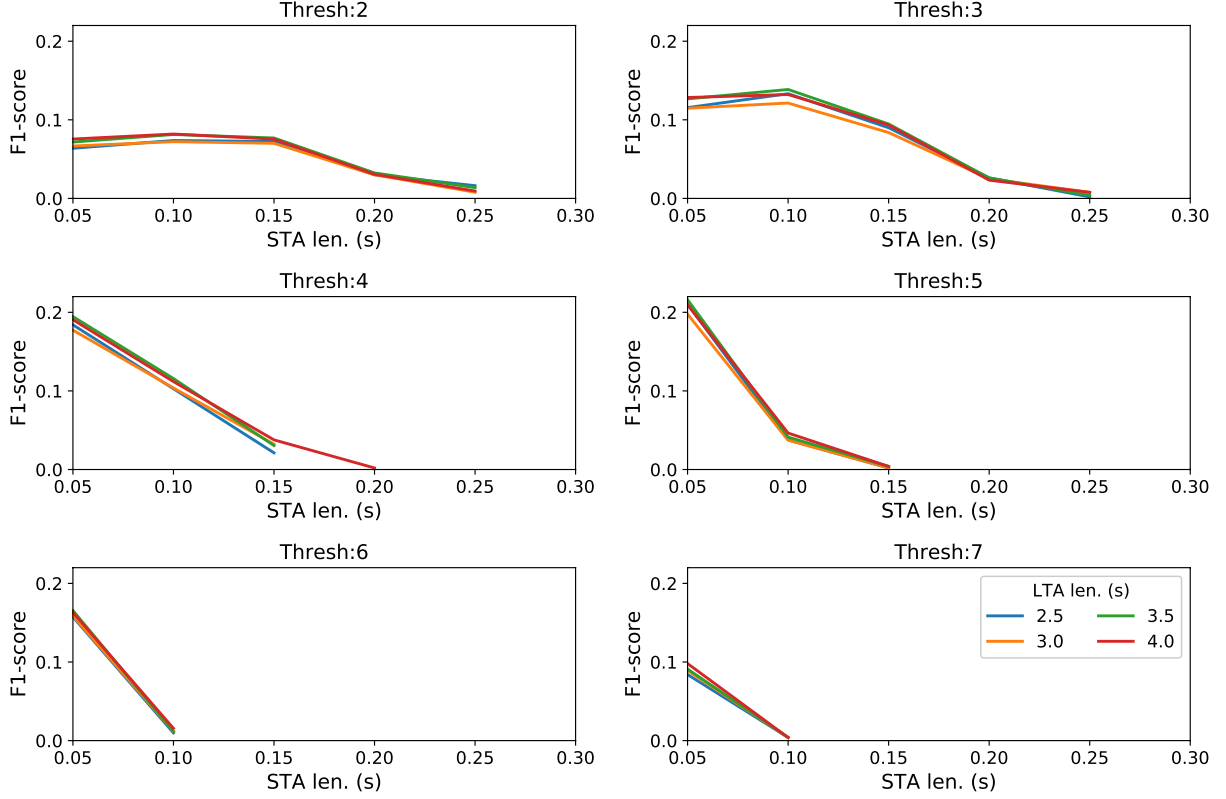 Thresh:2
F1-score
0.2
0.1
0.0
0.05 0.10 0.15 0.20 0.25 0.30
STA len. (s)
Thresh:3
F1-score
0.2
0.1
0.0
0.05 0.10 0.15 0.20 0.25 0.30
STA len. (s)
Thresh:4
F1-score
0.2
0.1
0.0
0.05 0.10 0.15 0.20 0.25 0.30
STA len. (s)
Thresh:5
F1-score
0.2
0.1
0.0
0.05 0.10 0.15 0.20 0.25 0.30
STA len. (s)
Thresh:6
F1-score
0.2
0.1
0.0
0.05 0.10 0.15 0.20 0.25 0.30
STA len. (s)
Thresh:7
F1-score
0.2
0.1
0.0
LTA len. (s)
2.5 3.5
3.0 4.0
0.05 0.10 0.15 0.20 0.25 0.30
STA len. (s)